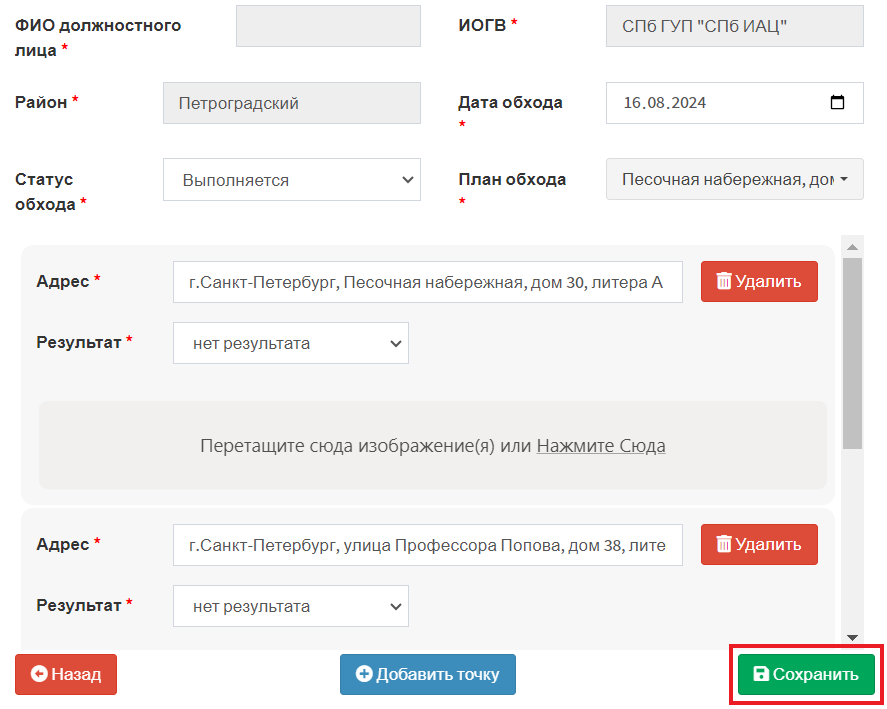 ФИО должностного
лица *
ИОГВ *
СПб ГУП "СПб ИАЦ"
Район *
Петроградский
Дата обхода
*
16.08.2024
Статус
обхода *
Выполняется
План обхода
*
Песочная набережная, дом
Адрес *
г.Санкт-Петербург, Песочная набережная, дом 30, литера А
Удалить
Результат *
нет результата
Перетащите сюда изображение(я) или Нажмите Сюда
Адрес *
г.Санкт-Петербург, улица Профессора Попова, дом 38, лите
Удалить
Результат *
нет результата
Назад
Добавить точку
Сохранить